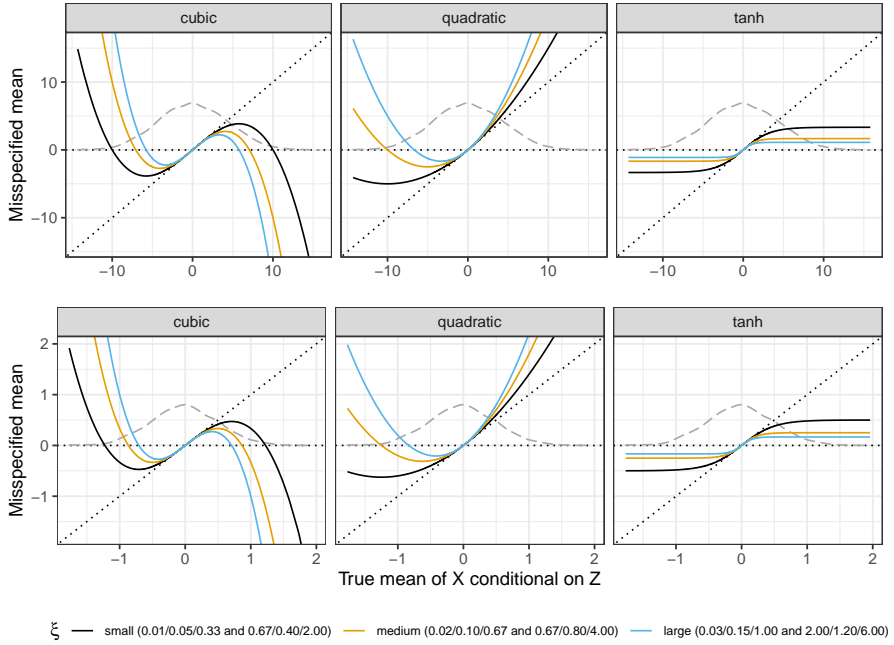 cubic quadratic tanh
Misspecified mean
10
0
−10
−10 0 10 −10 0 10 −10 0 10
cubic quadratic tanh
Misspecified mean
2
1
0
−1
−1 0 1 2 −1 0 1 2 −1 0 1 2
True mean of X conditional on Z
ξ small (0.01/0.05/0.33 and 0.67/0.40/2.00) medium (0.02/0.10/0.67 and 0.67/0.80/4.00) large (0.03/0.15/1.00 and 2.00/1.20/6.00)